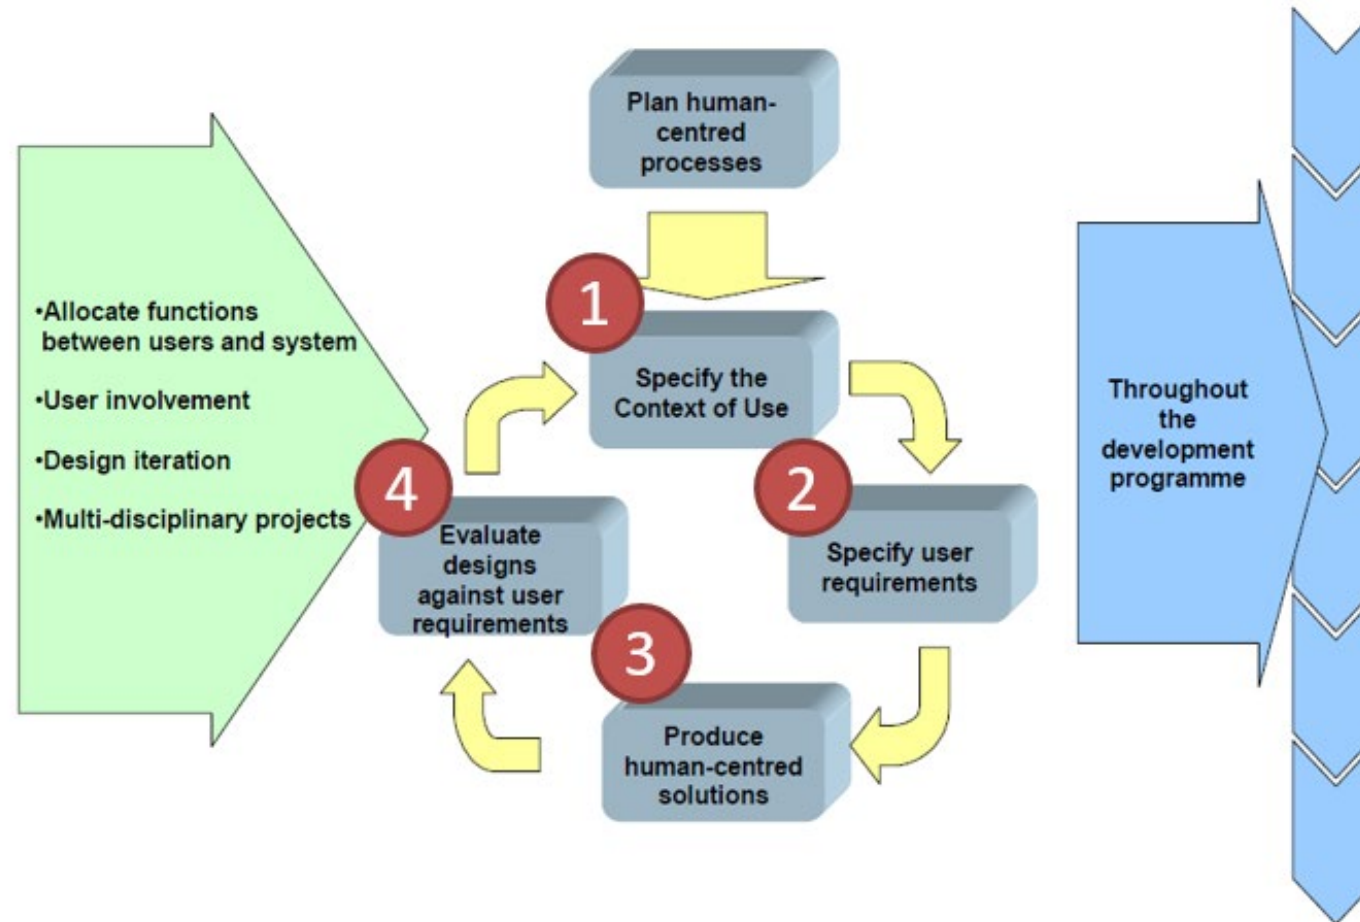 Plan human-
centred
processes
1
Specify the
Context of Use
•Allocate functions
between users and system
•User involvement
•Design iteration
•Multi-disciplinary projects
4
Evaluate
designs
against user
requirements
2
Specify user
requirements
3
Produce
human-centred
solutions
Throughout
the
development
programme